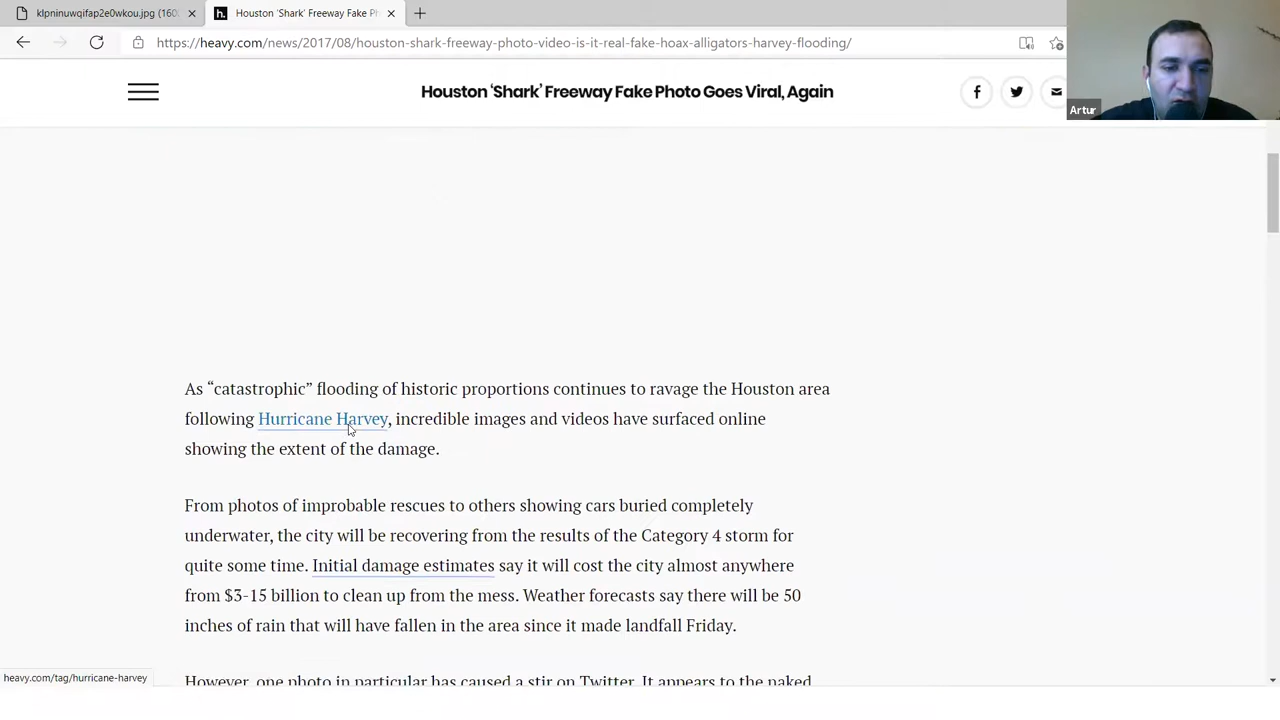 klpninuwqifap2e0wkou.jpg (160
Houston 'Shark' Freeway Fake Ph
https://heavy.com/news/2017/08/houston-shark-freeway-photo-video-is-it-real-fake-hoax-alligators-harvey-flooding/
Houston ‘Shark’ Freeway Fake Photo Goes Viral, Again
Artur
As “catastrophic” flooding of historic proportions continues to ravage the Houston area
following Hurricane Harvey, incredible images and videos have surfaced online
showing the extent of the damage.
From photos of improbable rescues to others showing cars buried completely
underwater, the city will be recovering from the results of the Category 4 storm for
quite some time. Initial damage estimates say it will cost the city almost anywhere
from $3-15 billion to clean up from the mess. Weather forecasts say there will be 50
inches of rain that will have fallen in the area since it made landfall Friday.
However, one photo in particular has caused a stir on Twitter. It appears to the naked
heavy.com/tag/hurricane-harvey